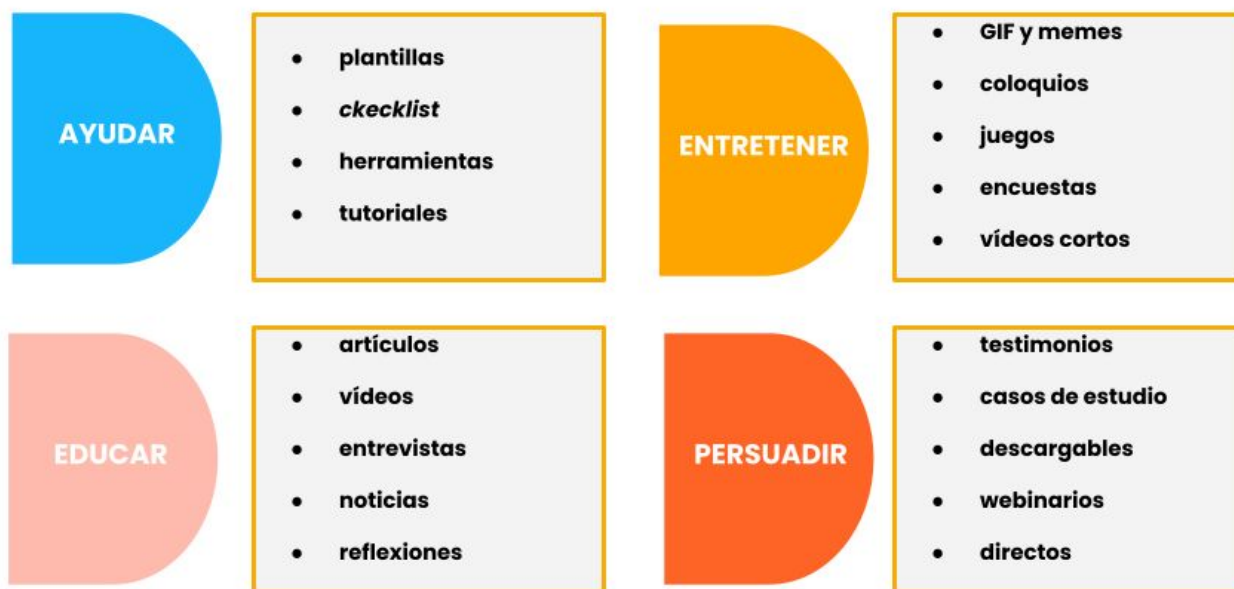 AYUDAR
plantillas
ckecklist
herramientas
tutoriales
ENTRETENER
GIF y memes
coloquios
juegos
encuestas
vídeos cortos
EDUCAR
artículos
vídeos
entrevistas
noticias
reflexiones
PERSUADIR
testimonios
casos de estudio
descargables
webinarios
directos